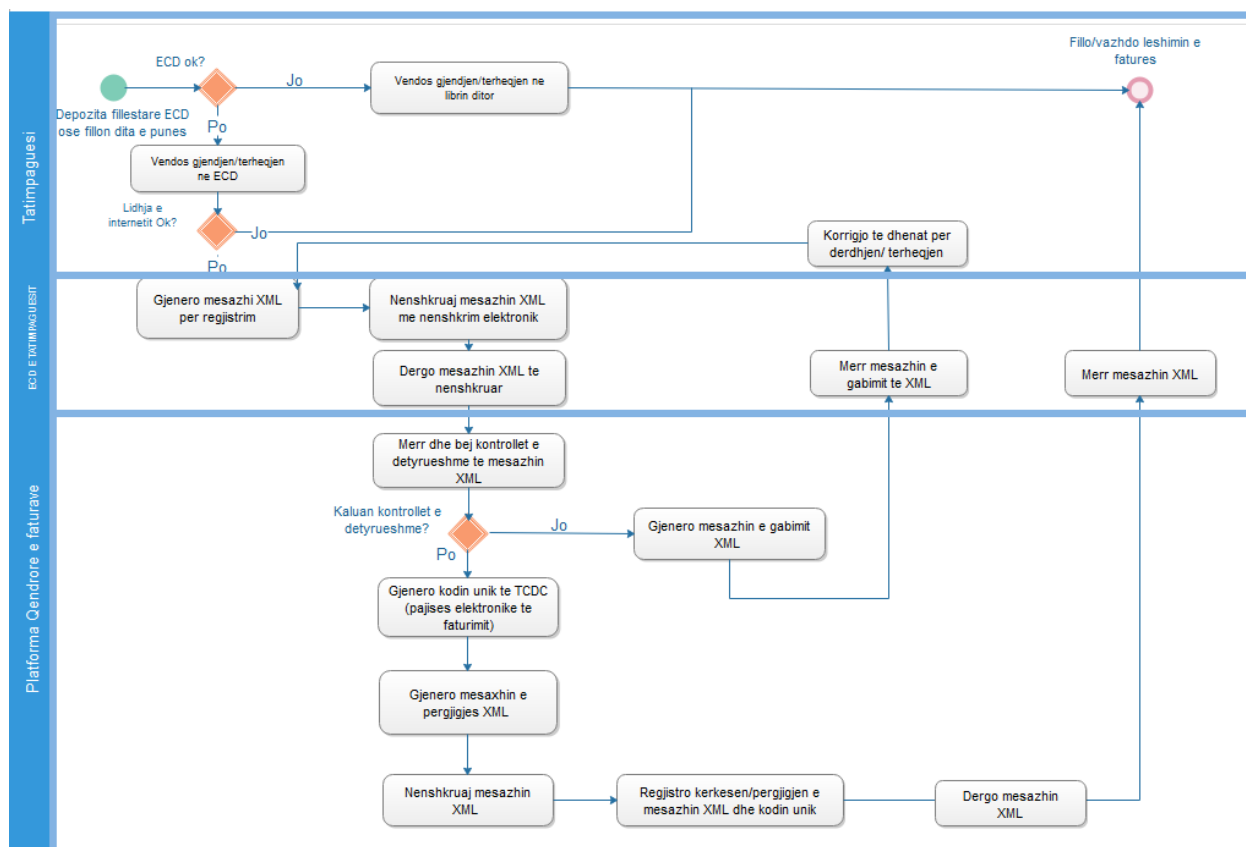 Tatimpaguesi
ECD ok?
Jo
Vendos gjendjen/terheqjen ne
librin ditor
Fillo/vazhdo leshimin e
fatures
Depozita fillestare ECD
ose fillon dita e punes
Po
Vendos gjendjen/terheqjen
ne ECD
Lidhja e
internetit Ok?
Jo
Po
Korrigjo te dhenat per
derdhjen/ terheqjen
ECD E TATIMPAGUESIT
Gjenero mesazhi XML
per regjistrim
Nenshkruaj mesazhin XML
me nenshkrim elektronik
Dergo mesazhin XML te
nenshkruar
Merr mesazhin e
gabimit te XML
Merr mesazhin XML
Platforma Qendrore e faturave
Merr dhe bej kontrollet e
detyrueshme te mesazhin
XML
Kaluan kontrollet e
detyrueshme?
Jo
Gjenero mesazhin e gabimit
XML
Po
Gjenero kodin unik te TCDC
(pajises elektronike te
faturimit)
Gjenero mesaxhin e
pergjigjes XML
Nenshkruaj mesazhin
XML
Regjistro kerkesen/pergjigjen e
mesazhin XML dhe kodin unik
Dergo mesazhin
XML